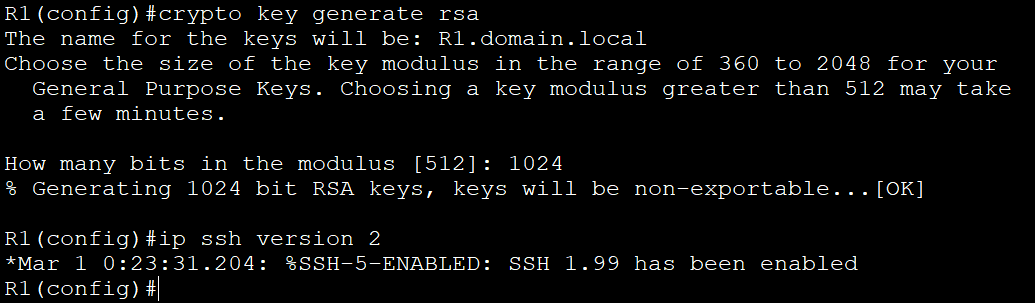 R1(config)#crypto key generate rsa
The name for the keys will be: R1.domain.local
Choose the size of the key modulus in the range of 360 to 2048 for your
  General Purpose Keys. Choosing a key modulus greater than 512 may take
  a few minutes.

How many bits in the modulus [512]: 1024
% Generating 1024 bit RSA keys, keys will be non-exportable...[OK]

R1(config)#ip ssh version 2
*Mar 1 0:23:31.204: %SSH-5-ENABLED: SSH 1.99 has been enabled
R1(config)#